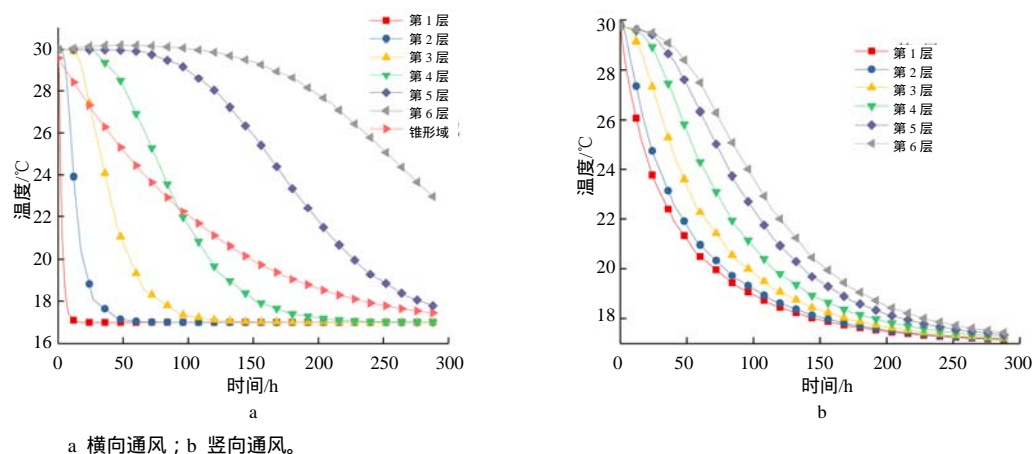 30
28
26
24
22
20
18
16
温度/℃
0 50 100 150 200 250 300
时间/h
第 1 层
第 2 层
第 3 层
第 4 层
第 5 层
第 6 层
锥形域
a
30
28
26
24
22
20
18
温度/℃
0 50 100 150 200 250 300
时间/h
第 1 层
第 2 层
第 3 层
第 4 层
第 5 层
第 6 层
b
a 横向通风；b 竖向通风。